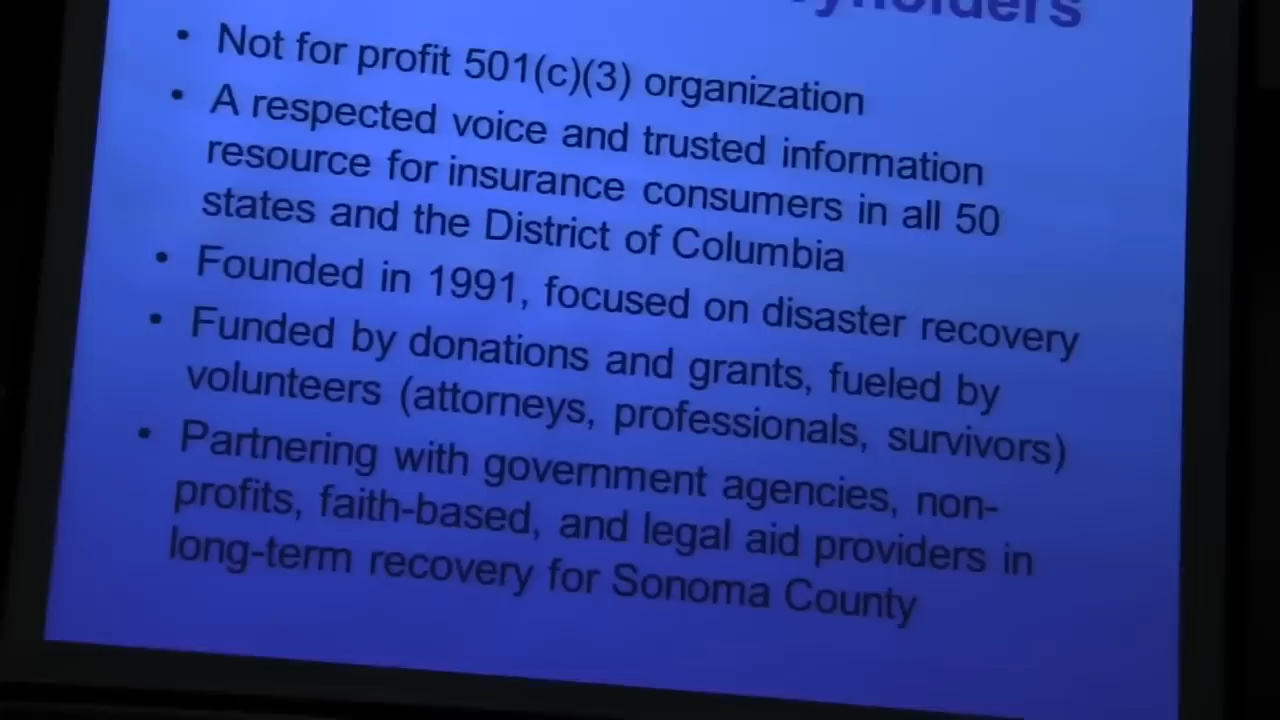 • Not for profit 501(c)(3) organization
• A respected voice and trusted information
resource for insurance consumers in all 50
states and the District of Columbia
• Founded in 1991, focused on disaster recovery
• Funded by donations and grants, fueled by
volunteers (attorneys, professionals, survivors)
• Partnering with government agencies, non-
profits, faith-based, and legal aid providers in
long-term recovery for Sonoma County